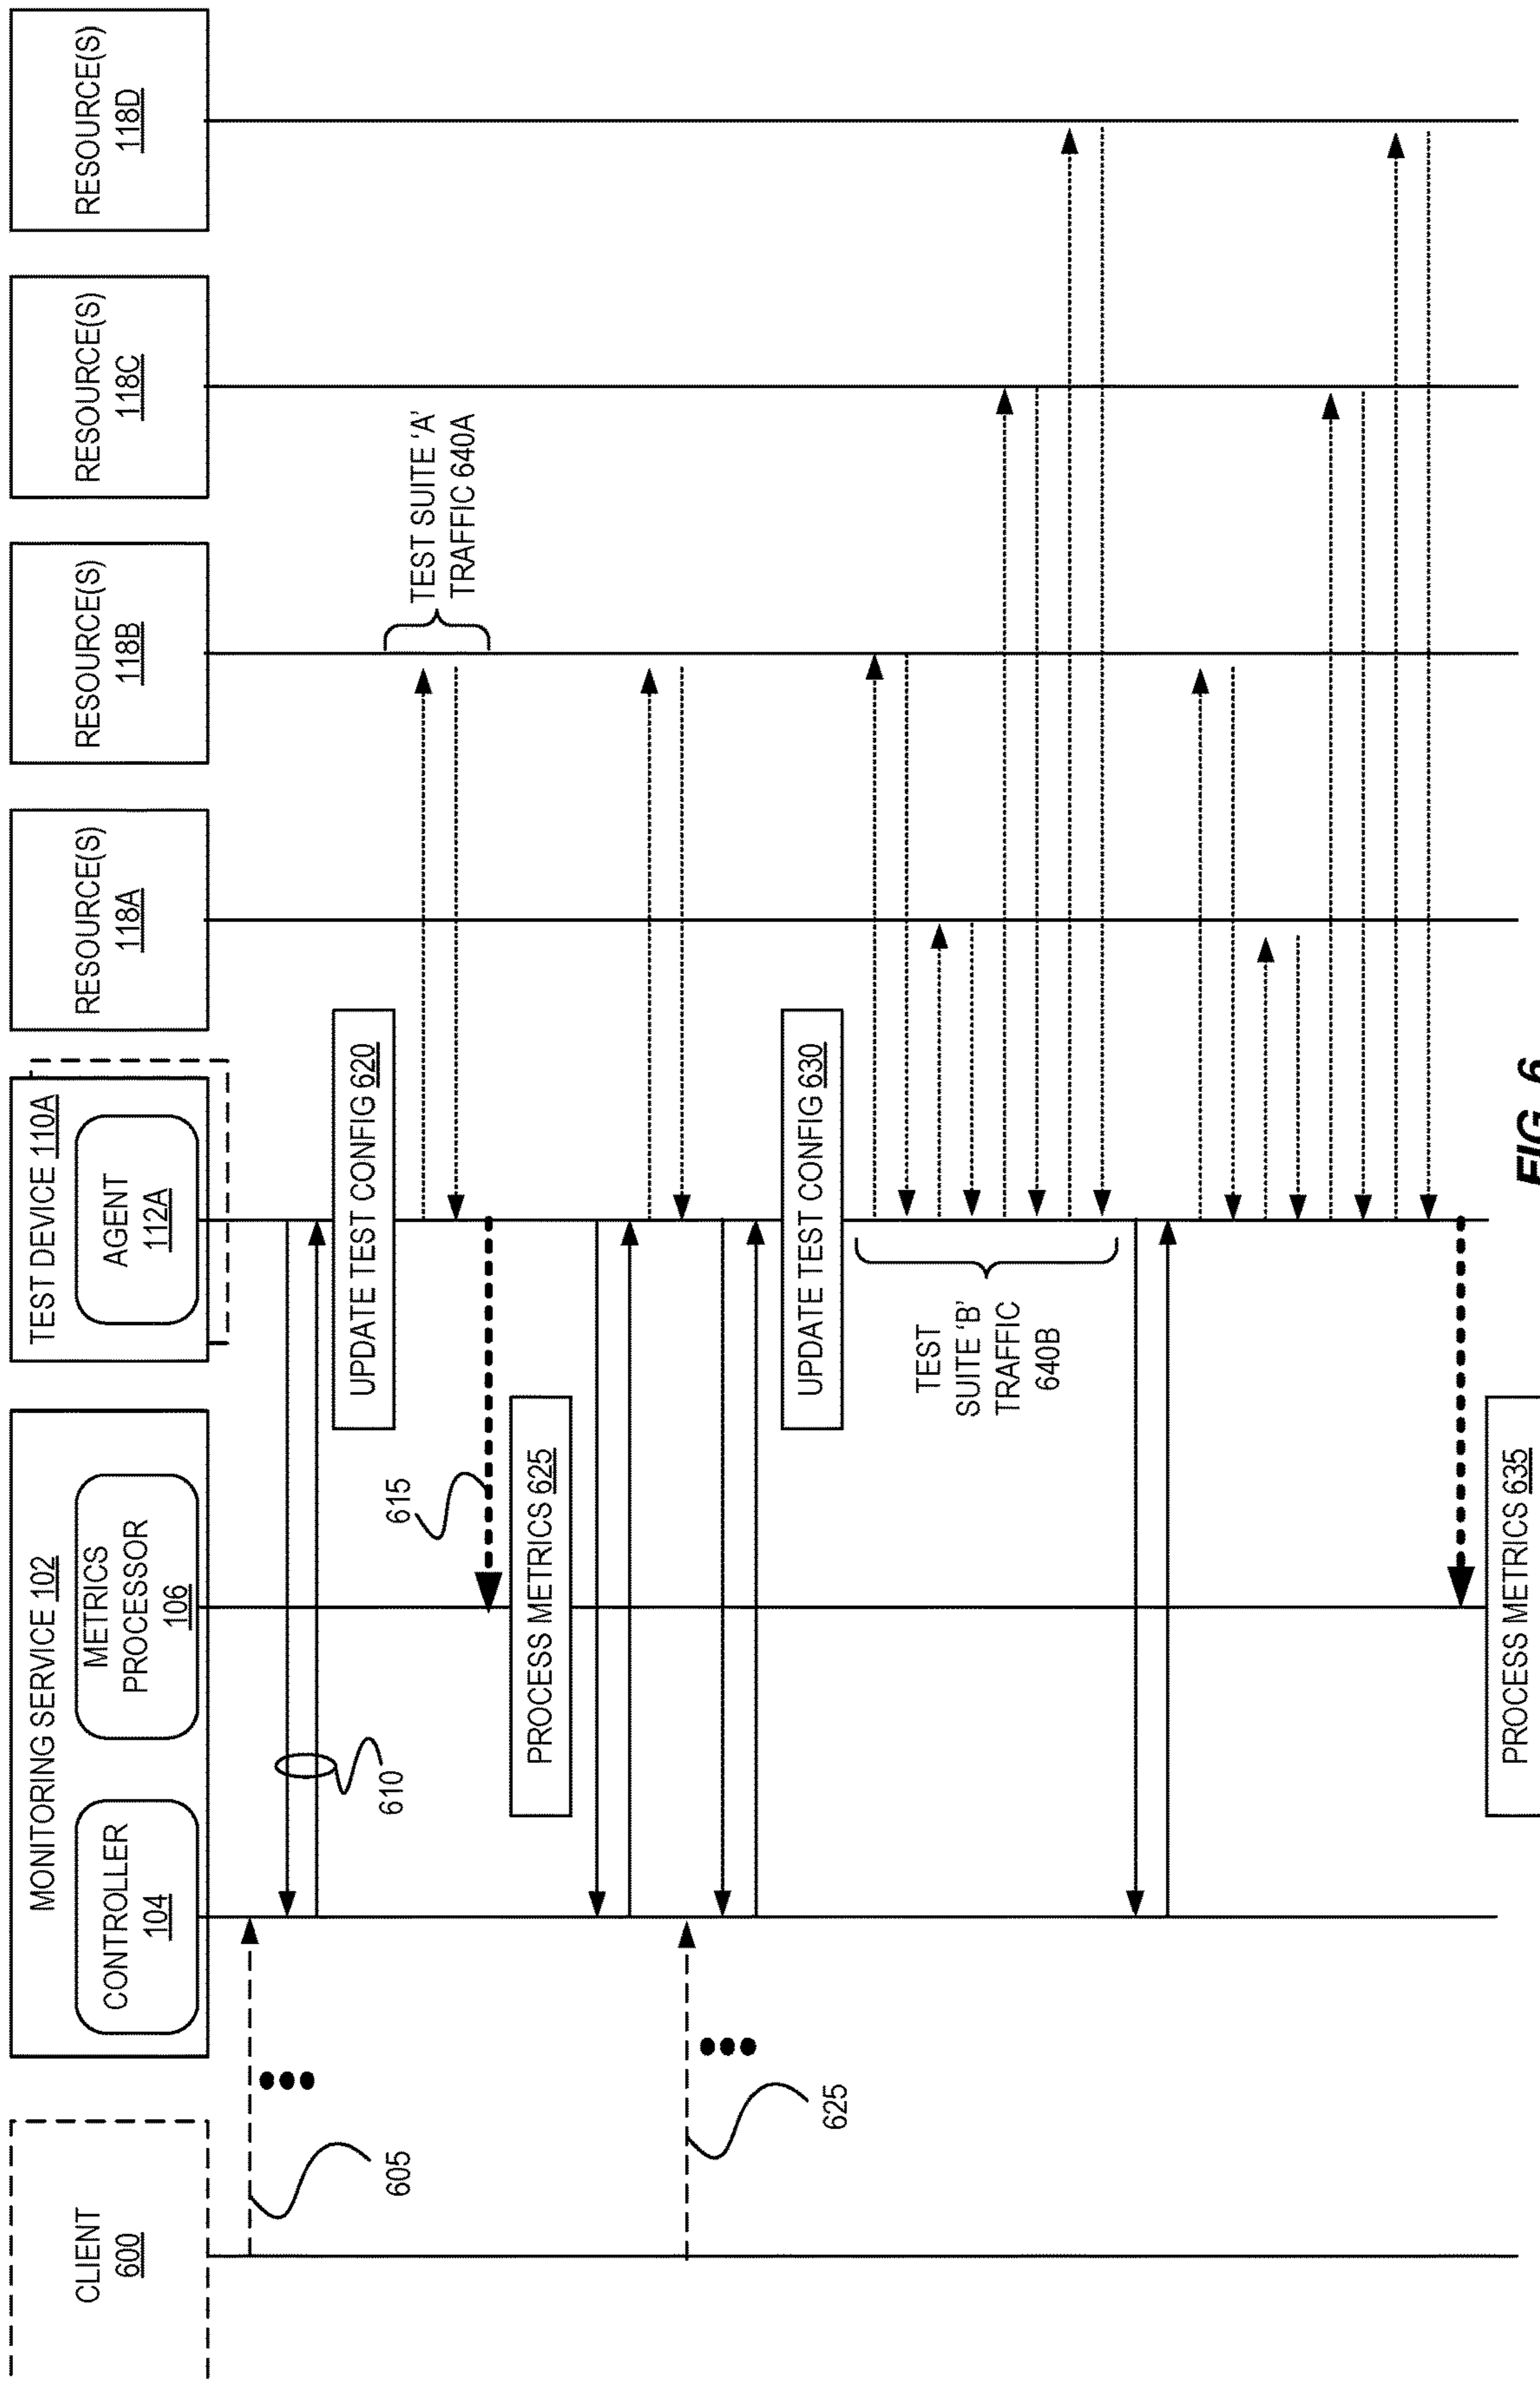 CLIENT
600
MONITORING SERVICE 102
CONTROLLER
104
METRICS
PROCESSOR
106
TEST DEVICE 110A
AGENT
112A
RESOURCE(S)
118A
RESOURCE(S)
118B
RESOURCE(S)
118C
RESOURCE(S)
118D
605
610
UPDATE TEST CONFIG 620
TEST SUITE ‘A’
TRAFFIC 640A
615
PROCESS METRICS 625
625
UPDATE TEST CONFIG 630
TEST
SUITE ‘B’
TRAFFIC
640B
PROCESS METRICS 635
FIG. 6